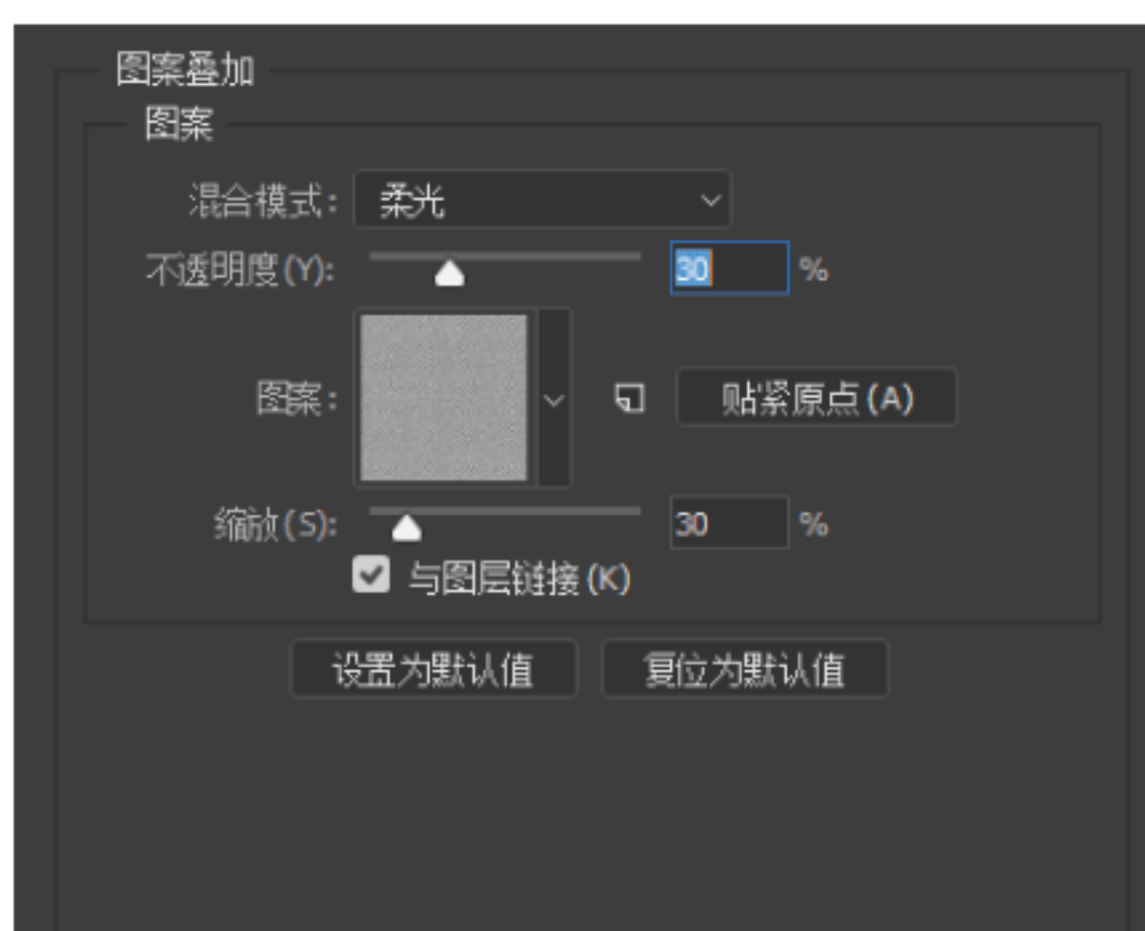 图案叠加
图案
混合模式: 柔光
不透明度(Y): 30 %
图案: 贴紧原点(A)
缩放(S): 30 %
与图层链接(K)
设置为默认值 复位为默认值